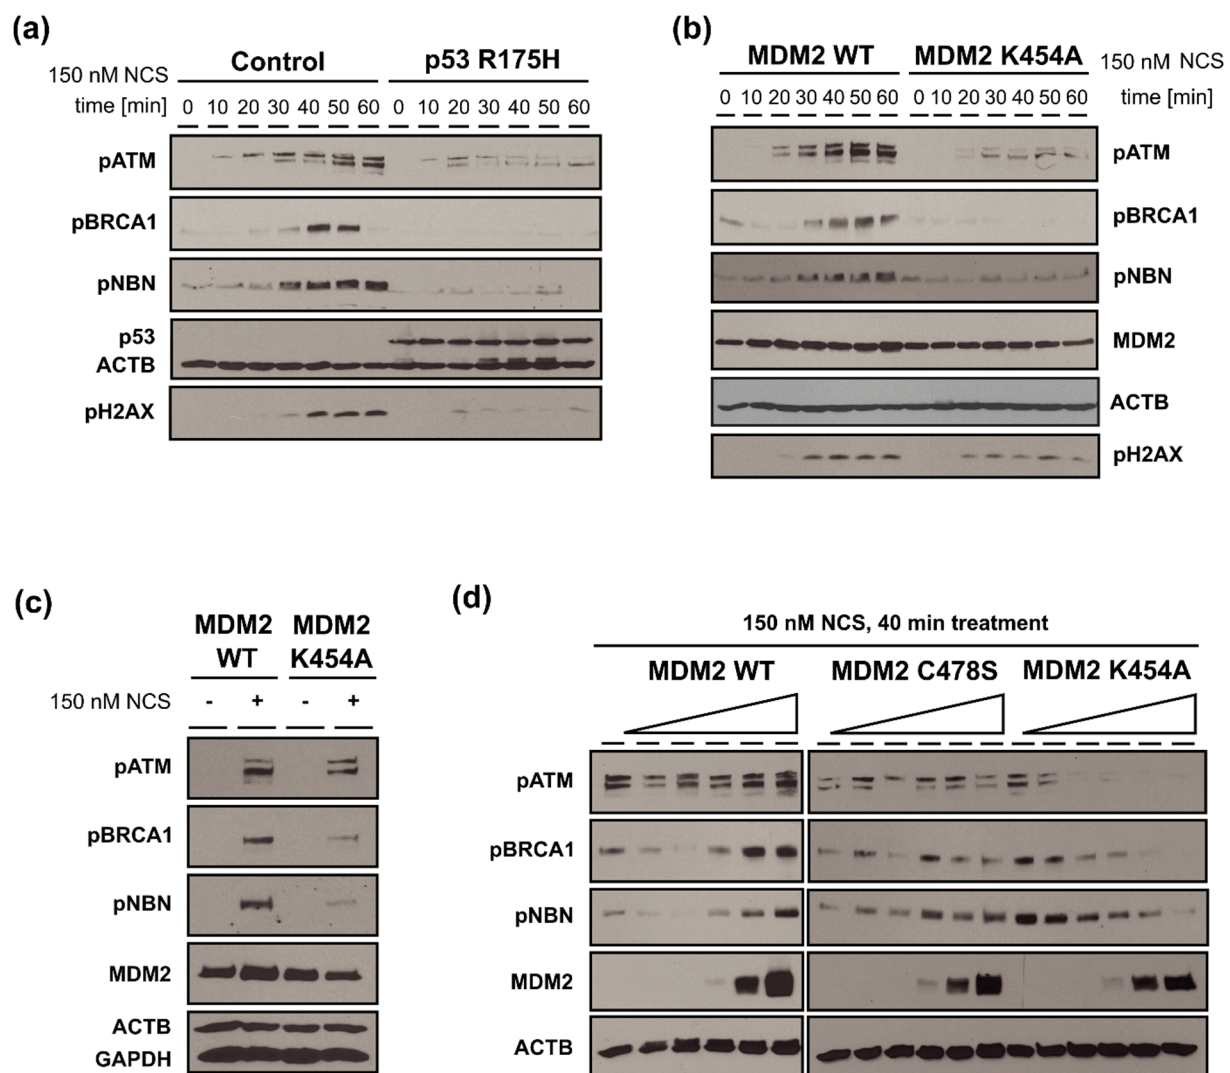 (a)
Control p53 R175H
150 nM NCS
time [min] 0 10 20 30 40 50 60 0 10 20 30 40 50 60
pATM
pBRCA1
pNBN
p53
ACTB
pH2AX
(b)
MDM2 WT MDM2 K454A
150 nM NCS
0 10 20 30 40 50 60 0 10 20 30 40 50 60 time [min]
pATM
pBRCA1
pNBN
MDM2
ACTB
pH2AX
(c)
MDM2 MDM2
WT K454A
150 nM NCS - + - +
pATM
pBRCA1
pNBN
MDM2
ACTB
GAPDH
(d)
150 nM NCS, 40 min treatment
MDM2 WT MDM2 C478S MDM2 K454A
pATM
pBRCA1
pNBN
MDM2
ACTB